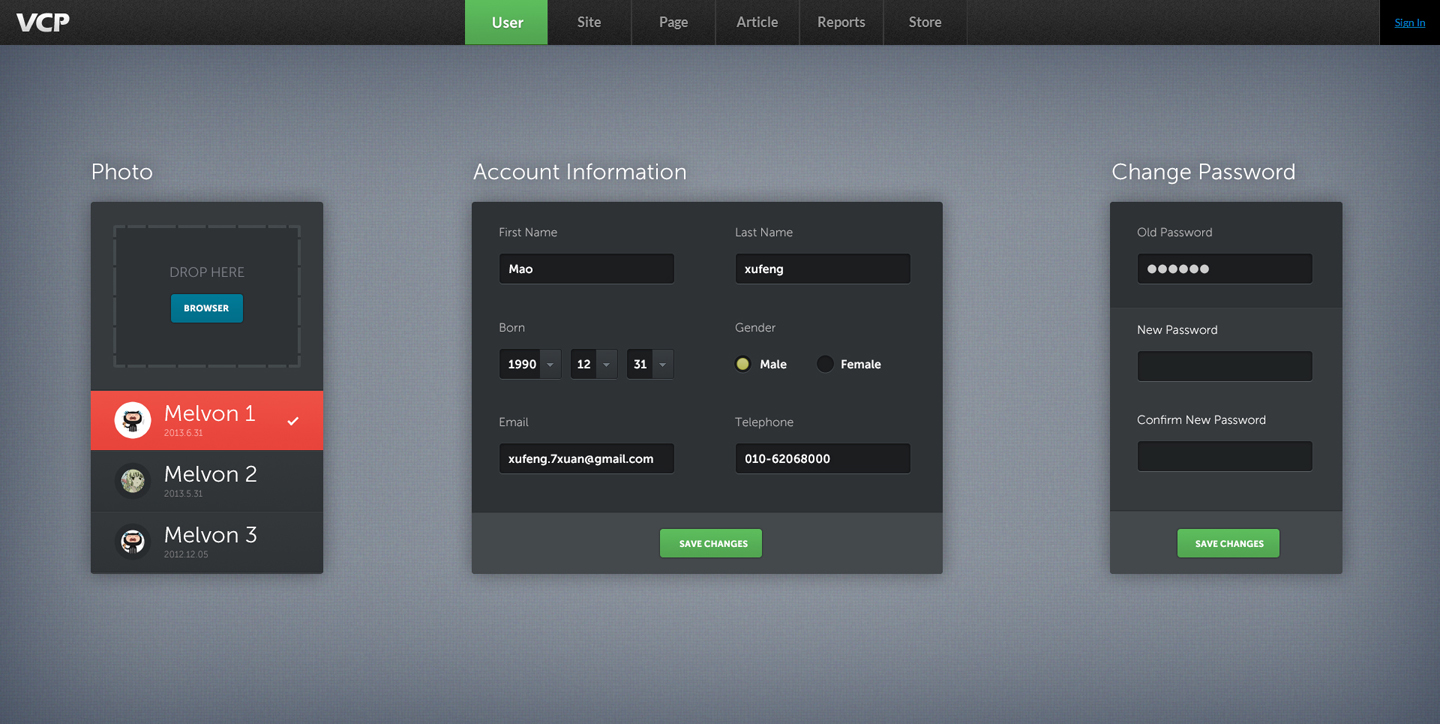 VCP
User Site Page Article Reports Store
Sign In
Photo
DROP HERE
BROWSER
Melvon 1
2013.6.31
Melvon 2
2013.5.31
Melvon 3
2012.12.05
Account Information
First Name Last Name
Mao xufeng
Born Gender
1990 12 31 Male Female
Email Telephone
xufeng.7xuan@gmail.com 010-62068000
SAVE CHANGES
Change Password
Old Password
New Password
Confirm New Password
SAVE CHANGES